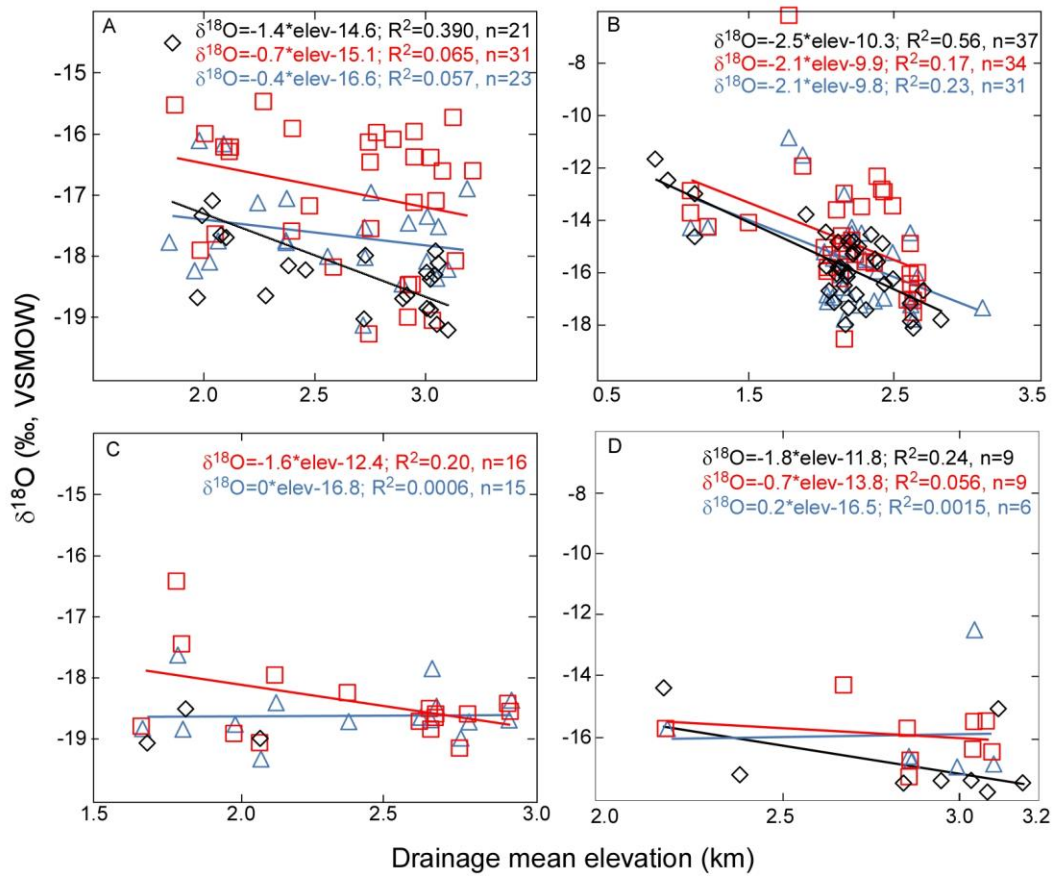 A
δ¹⁸O=-1.4*elev-14.6; R²=0.390, n=21
δ¹⁸O=-0.7*elev-15.1; R²=0.065, n=31
δ¹⁸O=-0.4*elev-16.6; R²=0.057, n=23
-15
-16
-17
-18
-19
2.0
2.5
3.0
B
δ¹⁸O=-2.5*elev-10.3; R²=0.56, n=37
δ¹⁸O=-2.1*elev-9.9; R²=0.17, n=34
δ¹⁸O=-2.1*elev-9.8; R²=0.23, n=31
-6
-8
-10
-12
-14
-16
-18
0.5
1.5
2.5
3.5
δ¹⁸O (‰, VSMOW)
C
δ¹⁸O=-1.6*elev-12.4; R²=0.20, n=16
δ¹⁸O=0*elev-16.8; R²=0.0006, n=15
-15
-16
-17
-18
-19
1.5
2.0
2.5
3.0
D
δ¹⁸O=-1.8*elev-11.8; R²=0.24, n=9
δ¹⁸O=-0.7*elev-13.8; R²=0.056, n=9
δ¹⁸O=0.2*elev-16.5; R²=0.0015, n=6
-6
-8
-10
-12
-14
-16
2.0
2.5
3.0
3.2
Drainage mean elevation (km)